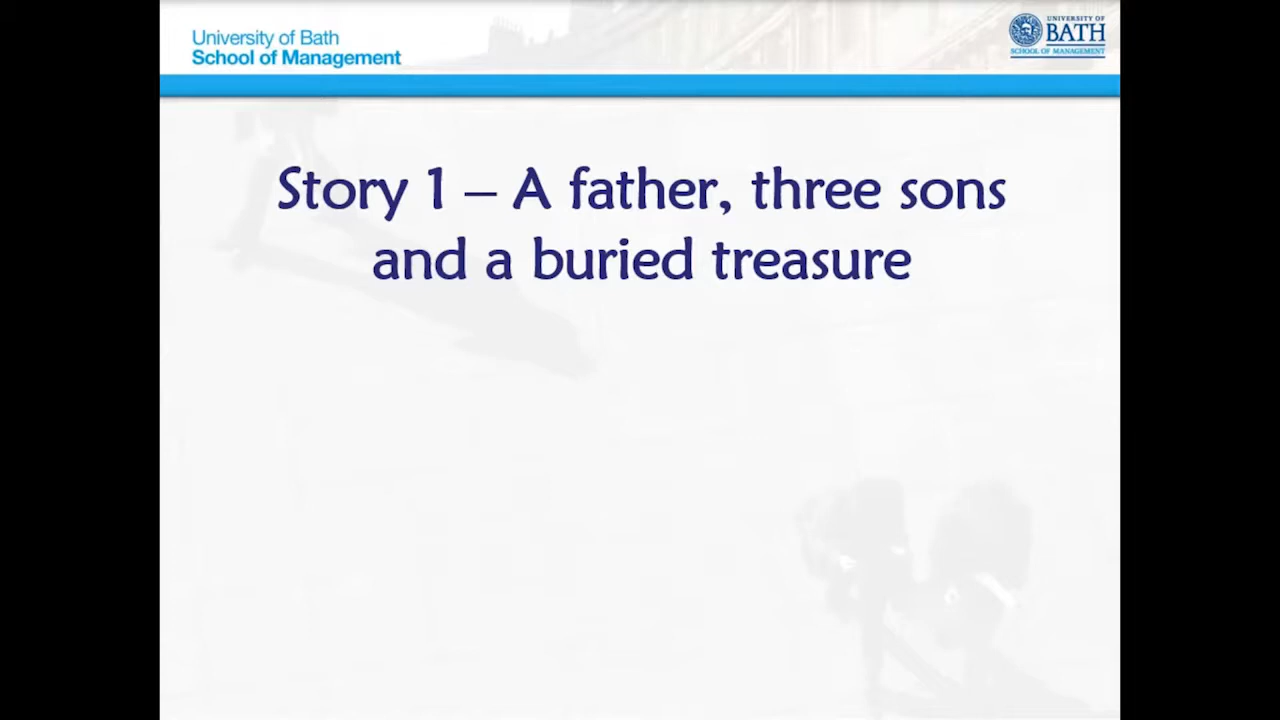 University of Bath
School of Management
UNIVERSITY OF
BATH
SCHOOL OF MANAGEMENT
Story 1 – A father, three sons
and a buried treasure